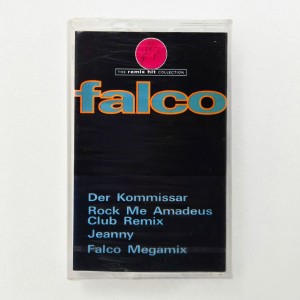 THE remix hit COLLECTION
falco
Der Kommissar
Rock Me Amadeus
Club Remix
Jeanny
Falco Megamix